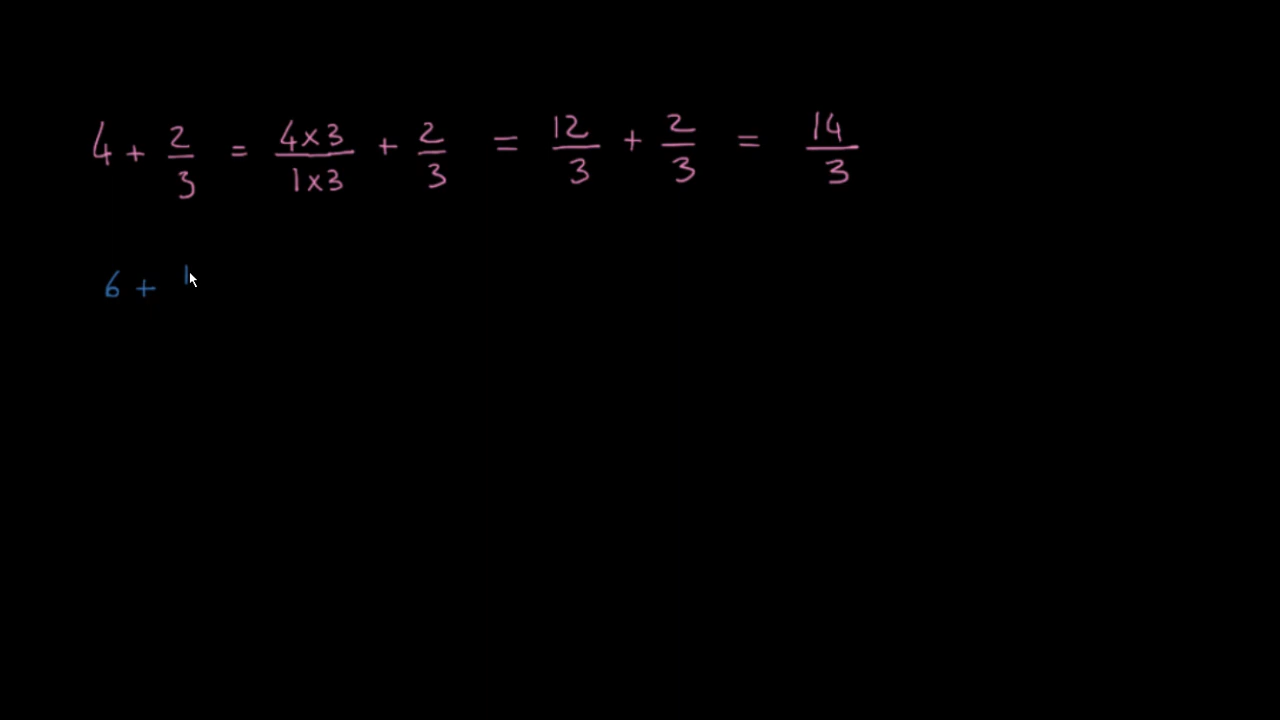 4 + 2/3 = 4×3/1×3 + 2/3 = 12/3 + 2/3 = 14/3
6 +